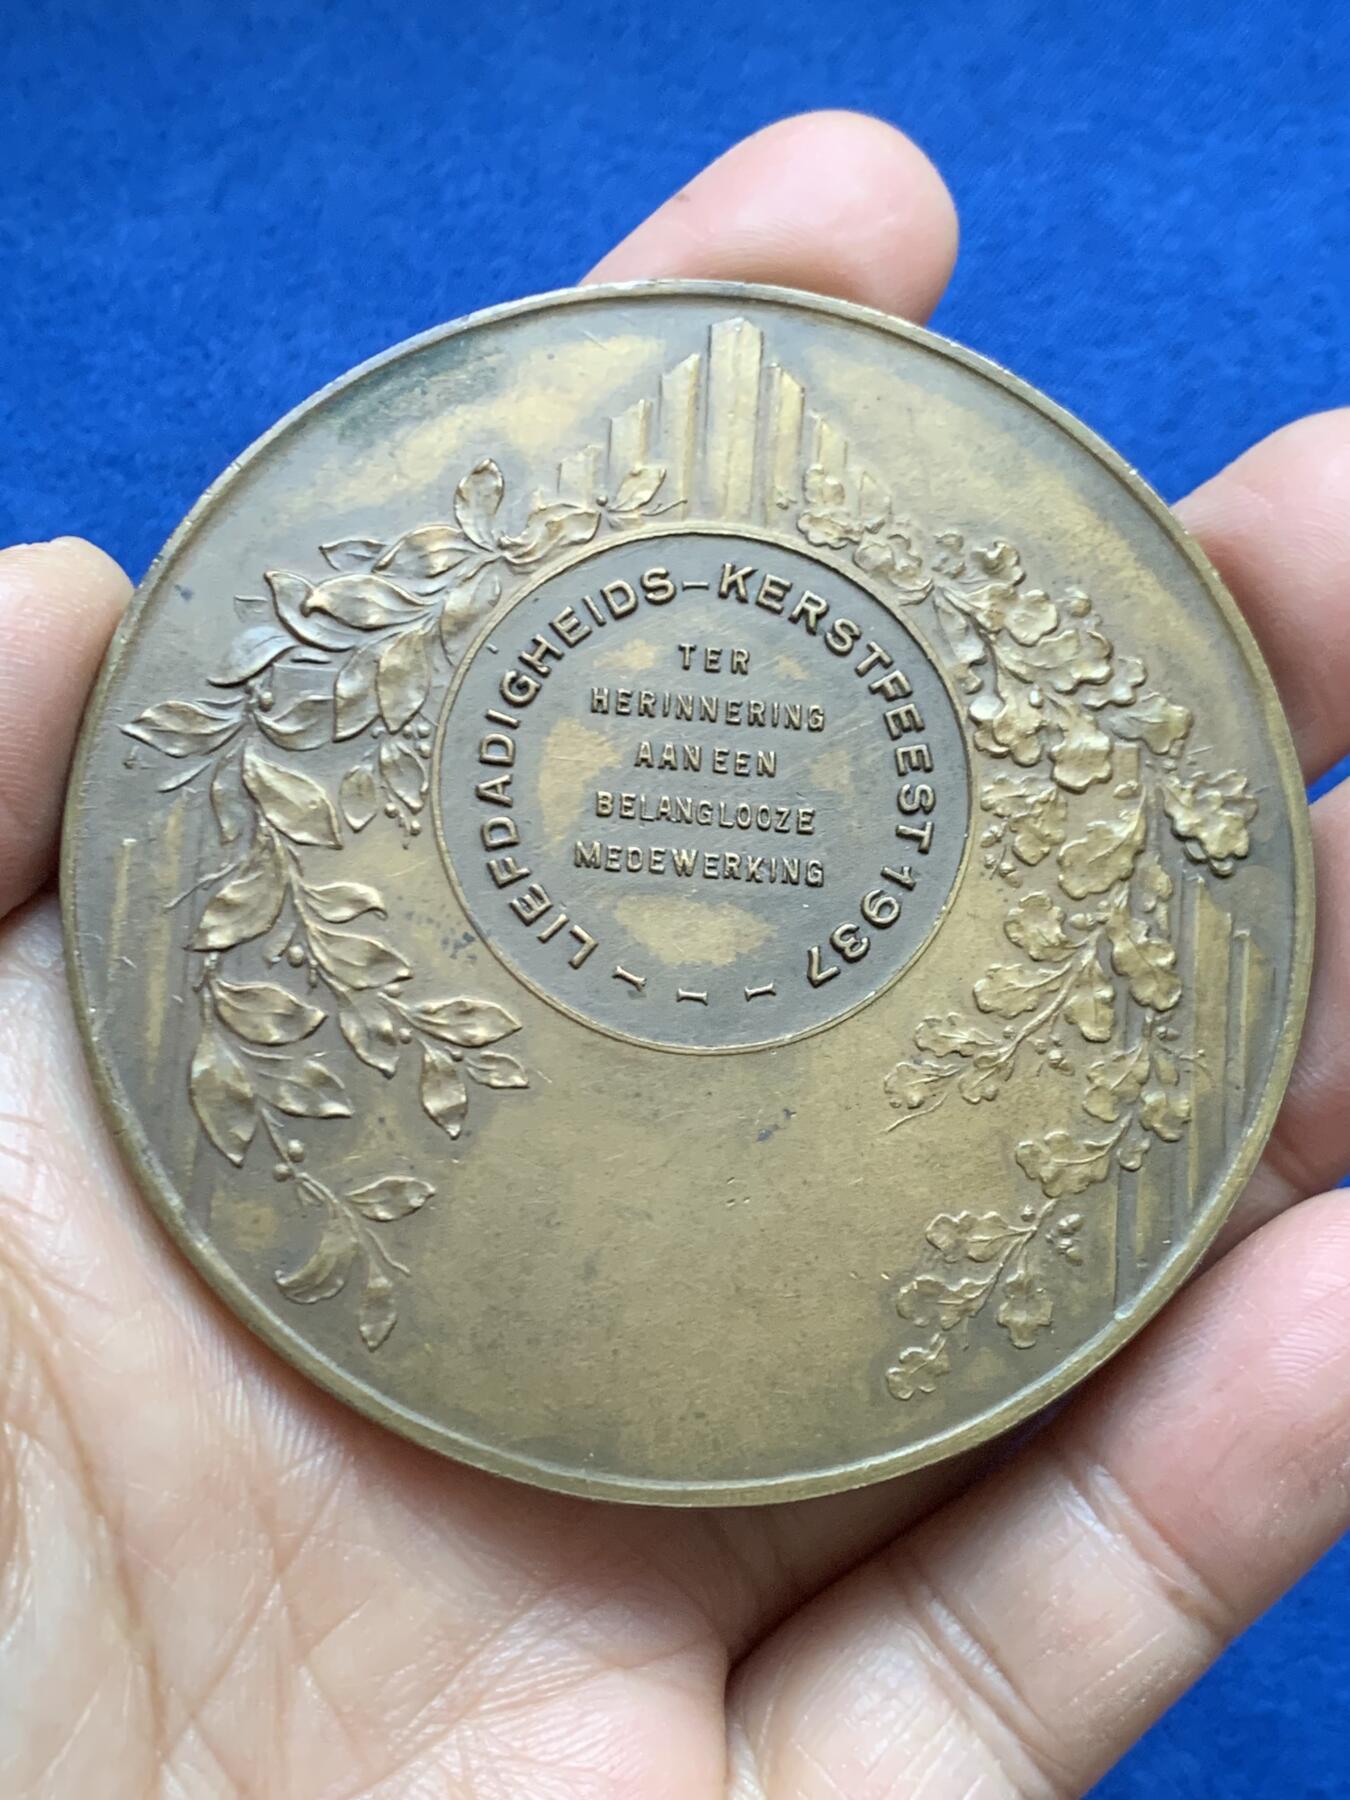 LIEFDADIGHEIDS-KERSTFEEST 1937
TER
HERINNERING
AAN EEN
BELANGLOOZE
MEDEWERKING